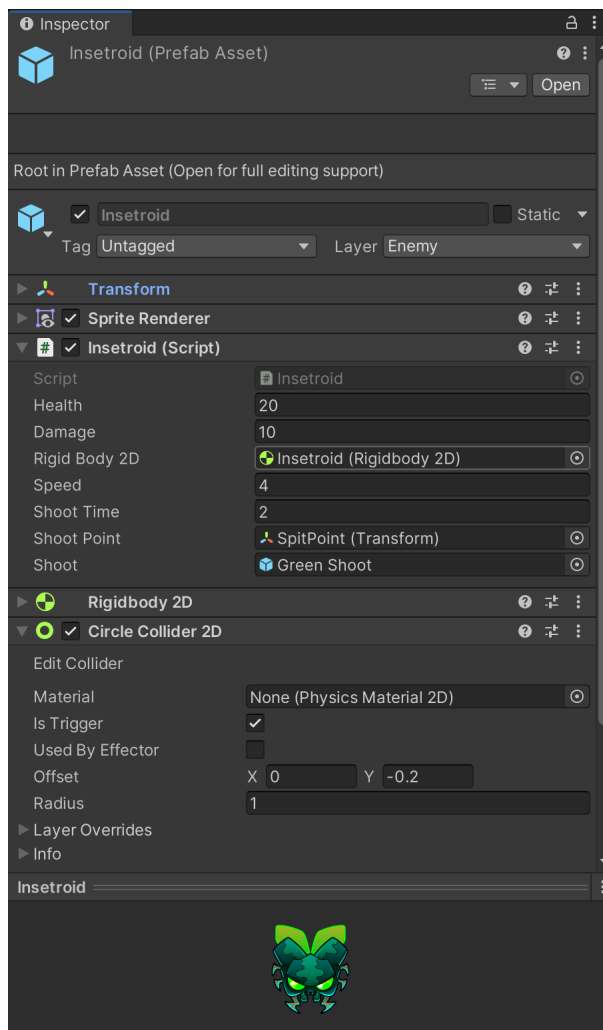 Inspector
Insetroid (Prefab Asset)
Open
Root in Prefab Asset (Open for full editing support)
Insetroid Static
Tag Untagged Layer Enemy
Transform
Sprite Renderer
# Insetroid (Script)
Script # Insetroid
Health 20
Damage 10
Rigid Body 2D Insetroid (Rigidbody 2D)
Speed 4
Shoot Time 2
Shoot Point SpitPoint (Transform)
Shoot Green Shoot
Rigidbody 2D
Circle Collider 2D
Edit Collider
Material None (Physics Material 2D)
Is Trigger
Used By Effector
Offset X 0 Y -0.2
Radius 1
Layer Overrides
Info
Insetroid